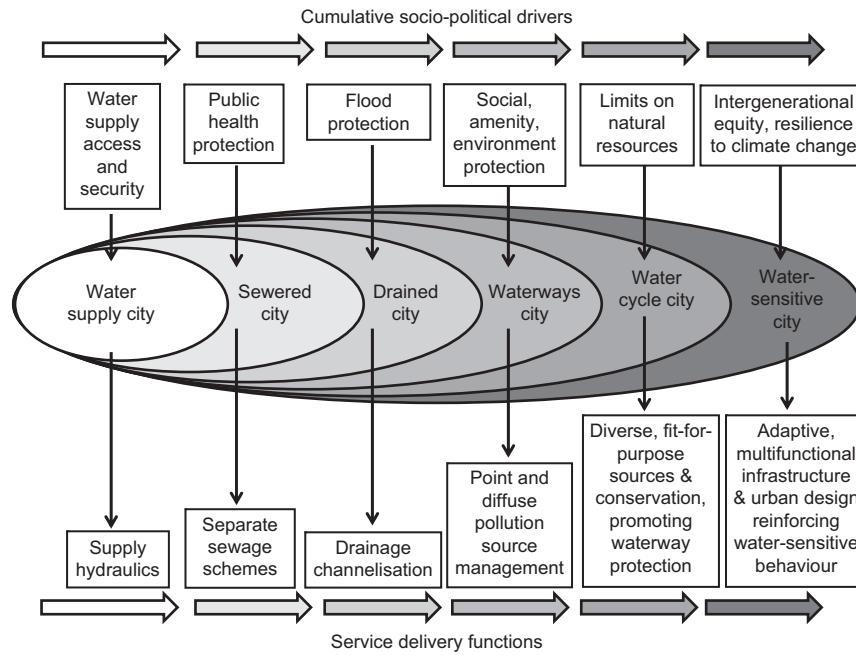 Cumulative socio-political drivers
Water
supply
access
and
security
Public
health
protection
Flood
protection
Social,
amenity,
environment
protection
Limits on
natural
resources
Intergenerational
equity, resilience
to climate change
Water
supply city
Sewered
city
Drained
city
Waterways
city
Water
cycle city
Water-
sensitive
city
Supply
hydraulics
Separate
sewage
schemes
Drainage
channelisation
Point and
diffuse
pollution
source
management
Diverse, fit-for-
purpose
sources &
conservation,
promoting
waterway
protection
Adaptive,
multifunctional
infrastructure
& urban design
reinforcing
water-sensitive
behaviour
Service delivery functions